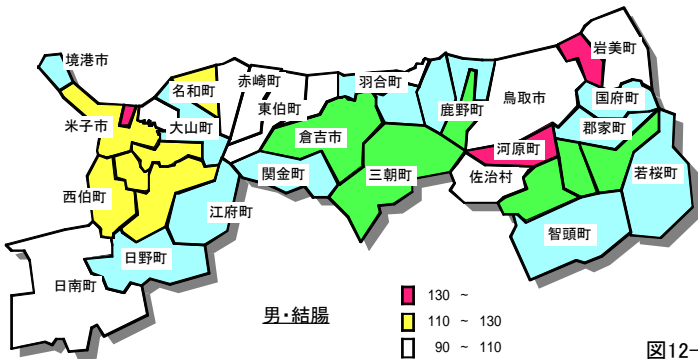 岩美町
境港市
赤崎町
羽合町
名和町
国府町
東伯町
鹿野町
鳥取市
米子市
大山町
倉吉市
郡家町
河原町
関金町
三朝町
佐治村
若桜町
西伯町
江府町
智頭町
日野町
日南町
男・結腸
130 ~
110 ~ 130
90 ~ 110
図12-